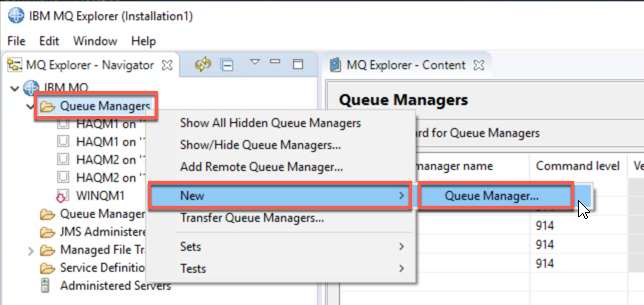 IBM MQ Explorer (Installation1)
File Edit Window Help
MQ Explorer - Navigator
MQ Explorer - Content
IBM MQ
Queue Managers
HAQM1 on '
HAQM1 on '
HAQM2 on '
HAQM2 on '
WINQM1
Queue Manager
JMS Administere
Managed File Tr
Service Definitio
Administered Servers
Show All Hidden Queue Managers
Show/Hide Queue Managers...
Add Remote Queue Manager...
New
Transfer Queue Managers...
Sets
Tests
Queue Manager...
Queue Managers
rd for Queue Managers
manager name Command level Ve
914
914
914